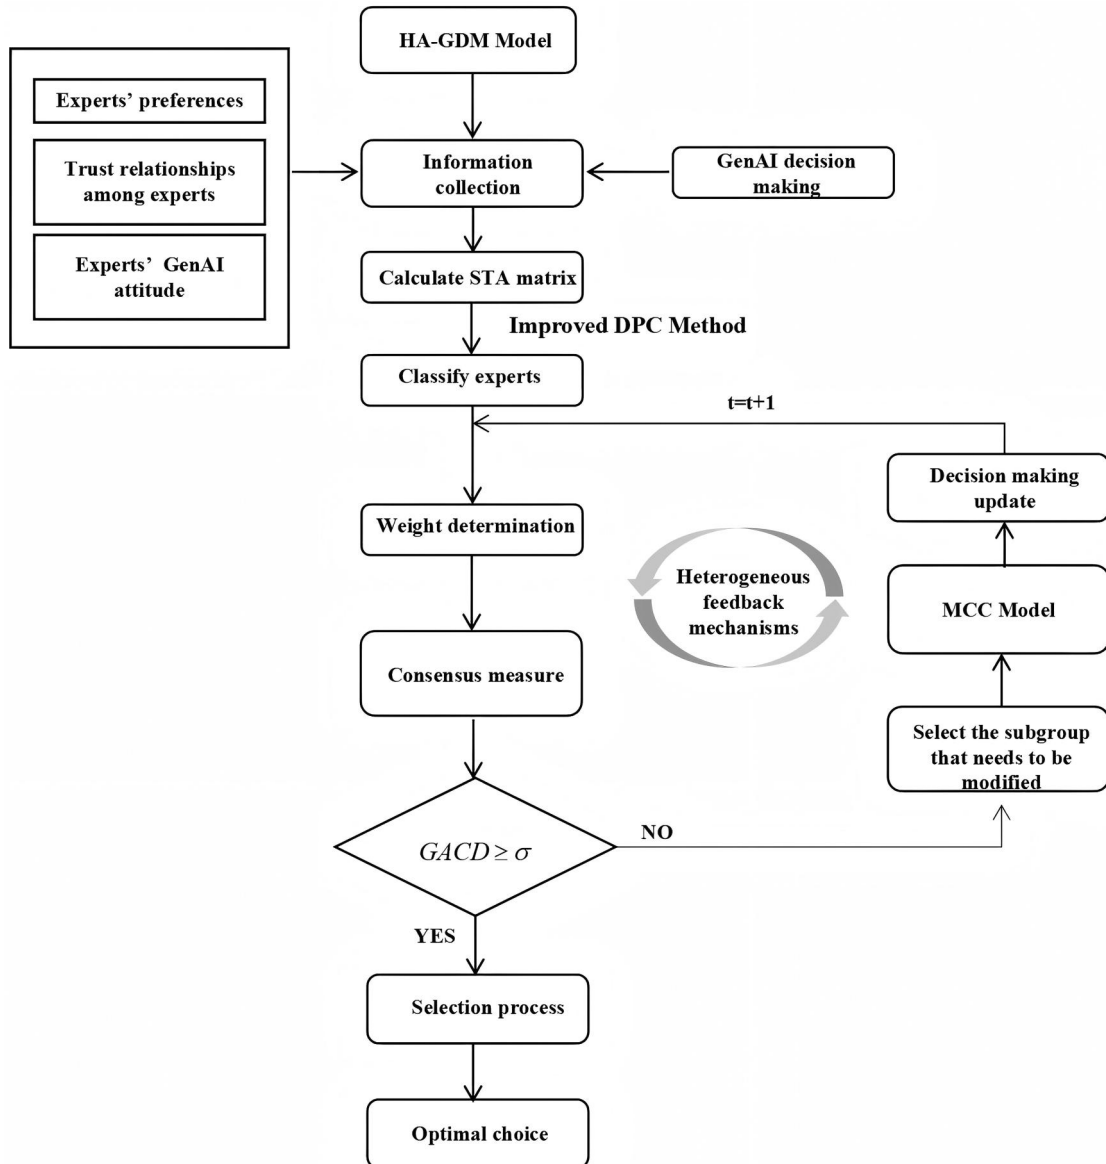 HA-GDM Model
Experts’ preferences
Trust relationships
among experts
Experts’ GenAI
attitude
Information
collection
GenAI decision
making
Calculate STA matrix
Improved DPC Method
Classify experts
t=t+1
Decision making
update
Weight determination
Heterogeneous
feedback
mechanisms
MCC Model
Consensus measure
Select the subgroup
that needs to be
modified
GACD ≥ σ
NO
YES
Selection process
Optimal choice